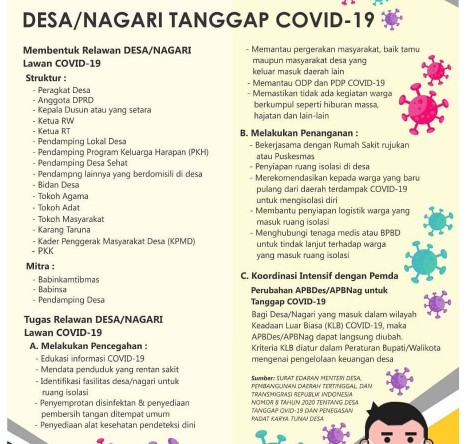 DESA/NAGARI TANGGAP COVID-19
Membentuk Relawan DESA/NAGARI
Lawan COVID-19
Struktur :
- Peragkat Desa
- Anggota DPRD
- Kepala Dusun atau yang setara
- Ketua RW
- Ketua RT
- Pendamping Lokal Desa
- Pendamping Program Keluarga Harapan (PKH)
- Pendamping Desa Sehat
- Pendampng lainnya yang berdomisili di desa
- Bidan Desa
- Tokoh Agama
- Tokoh Adat
- Tokoh Masyarakat
- Karang Taruna
- Kader Penggerak Masyarakat Desa (KPMD)
- PKK
Mitra :
- Babinkamtibmas
- Babinsa
- Pendamping Desa
Tugas Relawan DESA/NAGARI
Lawan COVID-19
A. Melakukan Pencegahan :
- Edukasi informasi COVID-19
- Mendata penduduk yang rentan sakit
- Identifikasi fasilitas desa/nagari untuk
ruang isolasi
- Penyemprotan disinfektan & penyediaan
pembersih tangan ditempat umum
- Penyediaan alat kesehatan pendeteksi dini
- Memantau pergerakan masyarakat, baik tamu
maupun masyarakat desa yang
keluar masuk daerah lain
- Memantau ODP dan PDP COVID-19
- Memastikan tidak ada kegiatan warga
berkumpul seperti hiburan massa,
hajatan dan lain-lain
B. Melakukan Penanganan :
- Bekerjasama dengan Rumah Sakit rujukan
atau Puskesmas
- Penyiapan ruang isolasi di desa
- Merekomendasikan kepada warga yang baru
pulang dari daerah terdampak COVID-19
untuk mengisolasi diri
- Membantu penyiapan logistik warga yang
masuk ruang isolasi
- Menghubungi tenaga medis atau BPBD
untuk tindak lanjut terhadap warga
yang masuk ruang isolasi
C. Koordinasi Intensif dengan Pemda
Perubahan APBDes/APBNag untuk
Tanggap COVID-19
Bagi Desa/Nagari yang masuk dalam wilayah
Keadaan Luar Biasa (KLB) COVID-19, maka
APBDes/APBNag dapat langsung diubah.
Kriteria KLB diatur dalam Peraturan Bupati/Walikota
mengenai pengelolaan keuangan desa
Sumber: SURAT EDARAN MENTERI DESA,
PEMBANGUNAN DAERAH TERTINGGAL, DAN
TRANSMIGRASI REPUBLIK INDONESIA
NOMOR 8 TAHUN 2020 TENTANG DESA
TANGGAP OVID-19 DAN PENEGASAN
PADAT KARYA TUNAI DESA